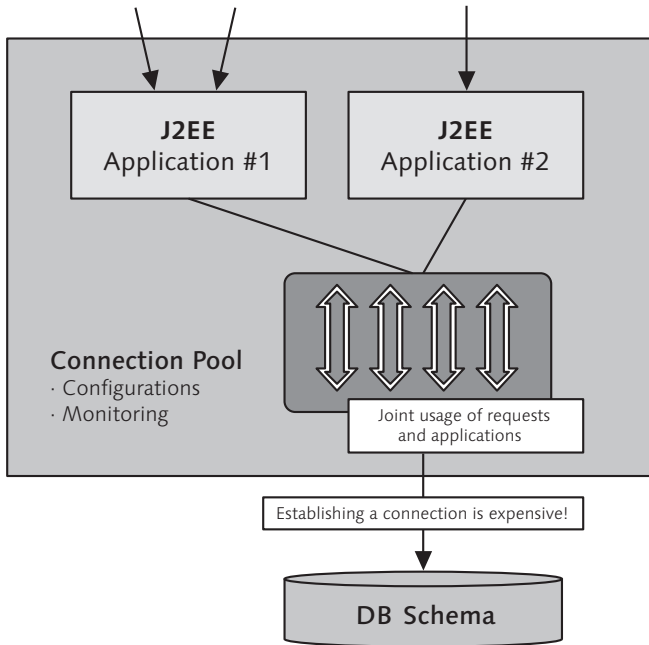 J2EE
Application #1
J2EE
Application #2
Connection Pool
· Configurations
· Monitoring
Joint usage of requests
and applications
Establishing a connection is expensive!
DB Schema